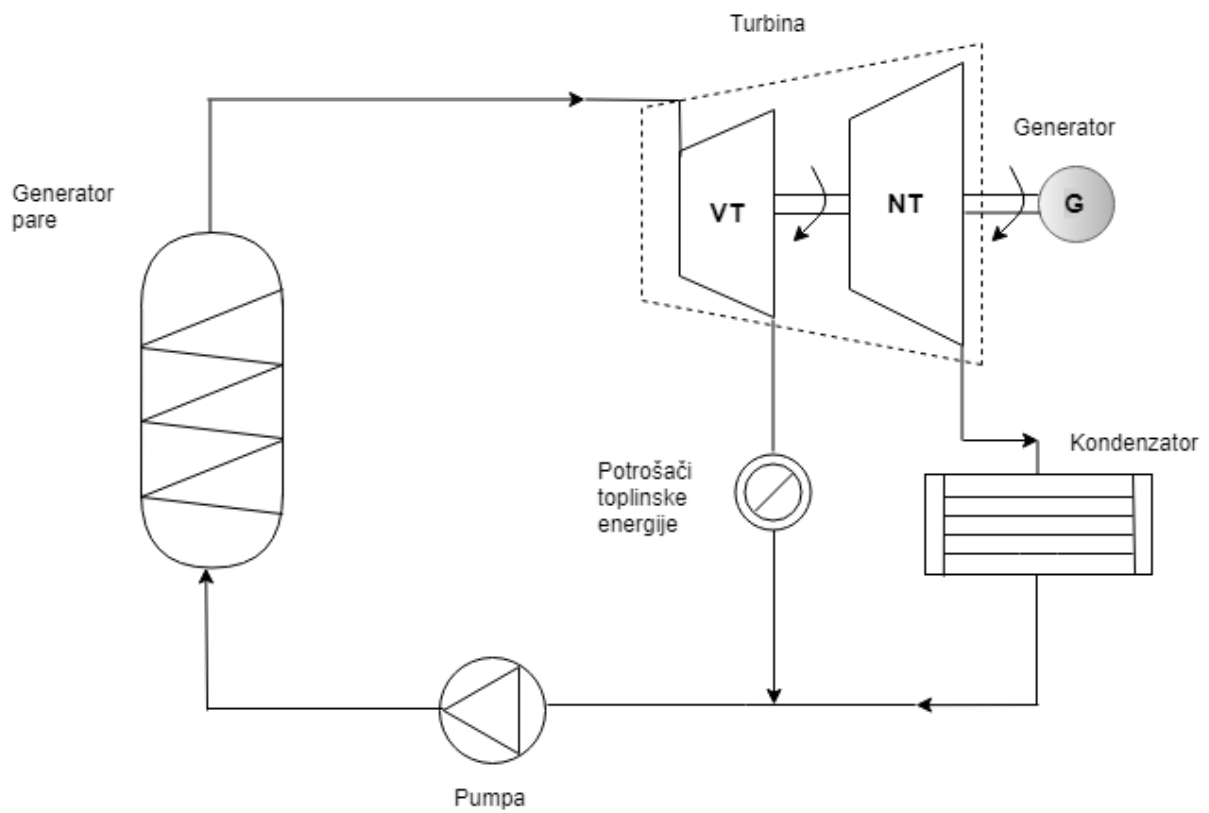 Turbina
Generator
Generator
pare
VT
NT
G
Kondenzator
Potrošači
toplinske
energije
Pumpa